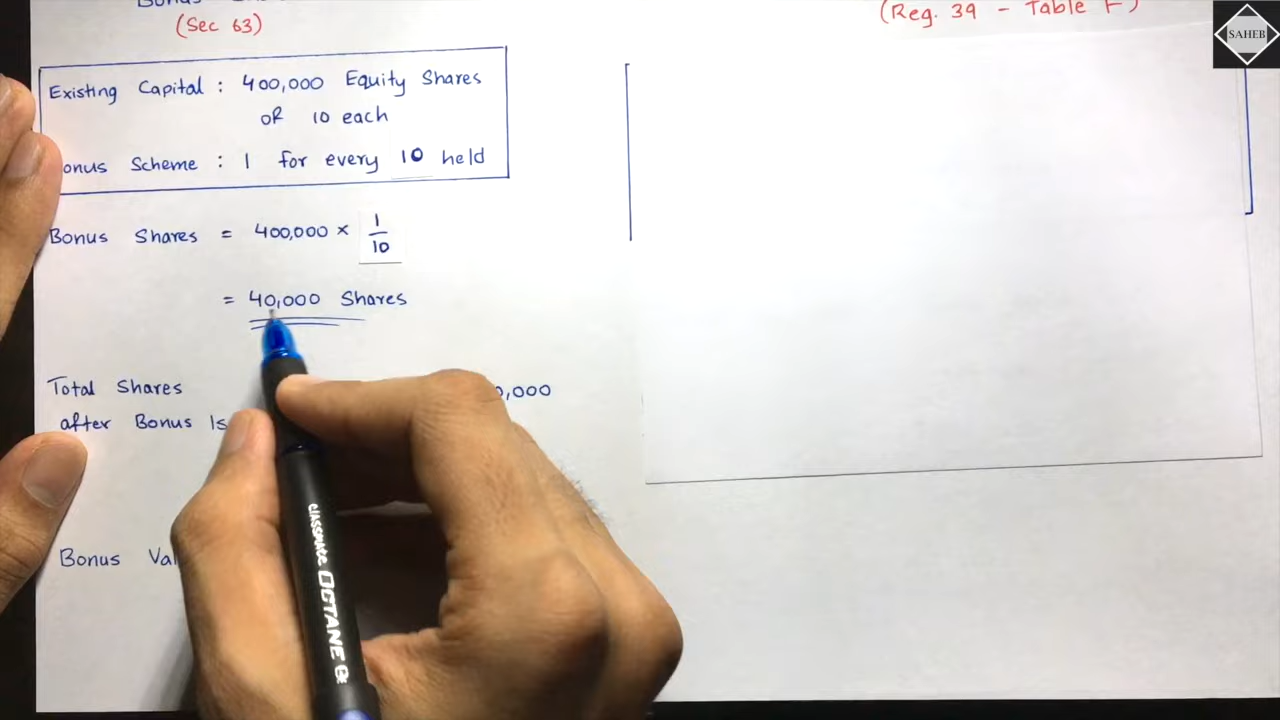 (Sec 63)
(Reg. 39 - Table F)
SAHEB
Existing Capital : 400,000 Equity Shares
OF 10 each
onus Scheme : 1 for every 10 held
Bonus Shares = 400,000 × 1/10
= 40,000 Shares
Total Shares
0,000
after Bonus Is
Bonus Val
CLASSMATE OCTANE